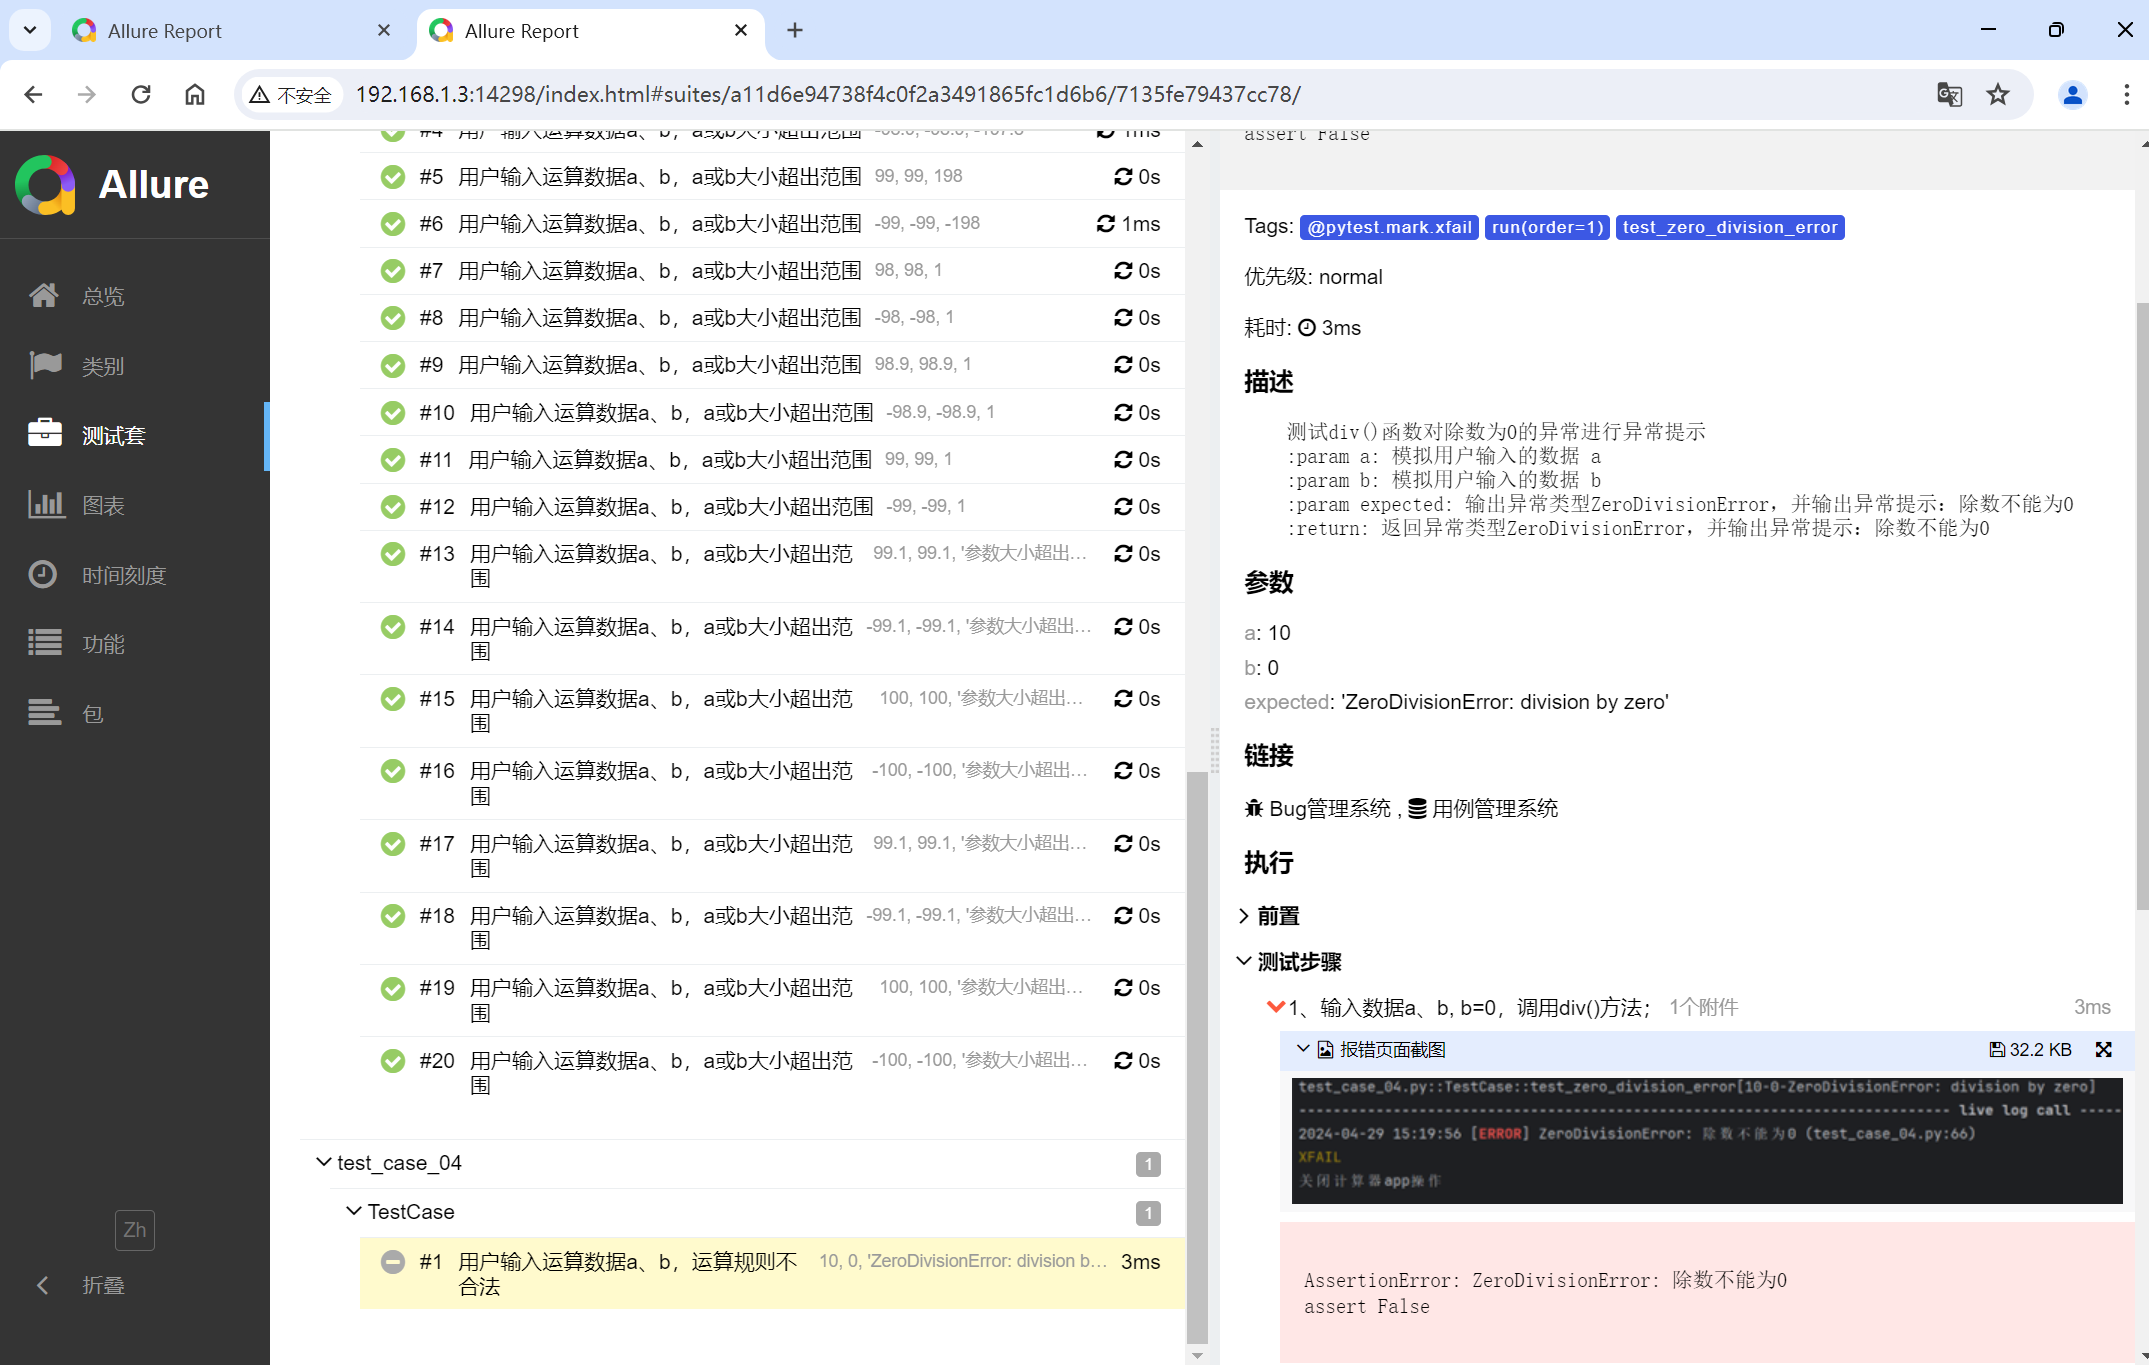 Allure Report
Allure Report
不安全
192.168.1.3:14298/index.html#suites/a11d6e94738f4c0f2a3491865fc1d6b6/7135fe79437cc78/
Allure
总览
类别
测试套
图表
时间刻度
功能
包
Zh
折叠
#4 用户输入运算数据a、b，a或b大小超出范围 1ms
#5 用户输入运算数据a、b，a或b大小超出范围 99, 99, 198 0s
#6 用户输入运算数据a、b，a或b大小超出范围 -99, -99, -198 1ms
#7 用户输入运算数据a、b，a或b大小超出范围 98, 98, 1 0s
#8 用户输入运算数据a、b，a或b大小超出范围 -98, -98, 1 0s
#9 用户输入运算数据a、b，a或b大小超出范围 98.9, 98.9, 1 0s
#10 用户输入运算数据a、b，a或b大小超出范围 -98.9, -98.9, 1 0s
#11 用户输入运算数据a、b，a或b大小超出范围 99, 99, 1 0s
#12 用户输入运算数据a、b，a或b大小超出范围 -99, -99, 1 0s
#13 用户输入运算数据a、b，a或b大小超出范 99.1, 99.1, '参数大小超出... 0s
围
#14 用户输入运算数据a、b，a或b大小超出范 -99.1, -99.1, '参数大小超出... 0s
围
#15 用户输入运算数据a、b，a或b大小超出范 100, 100, '参数大小超出... 0s
围
#16 用户输入运算数据a、b，a或b大小超出范 -100, -100, '参数大小超出... 0s
围
#17 用户输入运算数据a、b，a或b大小超出范 99.1, 99.1, '参数大小超出... 0s
围
#18 用户输入运算数据a、b，a或b大小超出范 -99.1, -99.1, '参数大小超出... 0s
围
#19 用户输入运算数据a、b，a或b大小超出范 100, 100, '参数大小超出... 0s
围
#20 用户输入运算数据a、b，a或b大小超出范 -100, -100, '参数大小超出... 0s
围
test_case_04 1
TestCase 1
#1 用户输入运算数据a、b，运算规则不 10, 0, 'ZeroDivisionError: division b... 3ms
合法
assert False
Tags: @pytest.mark.xfail run(order=1) test_zero_division_error
优先级: normal
耗时: 3ms
描述
测试div()函数对除数为0的异常进行异常提示
:param a: 模拟用户输入的数据 a
:param b: 模拟用户输入的数据 b
:param expected: 输出异常类型ZeroDivisionError，并输出异常提示：除数不能为0
:return: 返回异常类型ZeroDivisionError，并输出异常提示：除数不能为0
参数
a: 10
b: 0
expected: 'ZeroDivisionError: division by zero'
链接
Bug管理系统 , 用例管理系统
执行
前置
测试步骤
1、输入数据a、b, b=0，调用div()方法； 1个附件 3ms
报错页面截图 32.2 KB
test_case_04.py::TestCase::test_zero_division_error[10-0-ZeroDivisionError: division by zero]
-------------------------------- live log call -----
2024-04-29 15:19:56 [ERROR] ZeroDivisionError: 除数不能为0 (test_case_04.py:66)
XFAIL
关闭计算器app操作
AssertionError: ZeroDivisionError: 除数不能为0
assert False